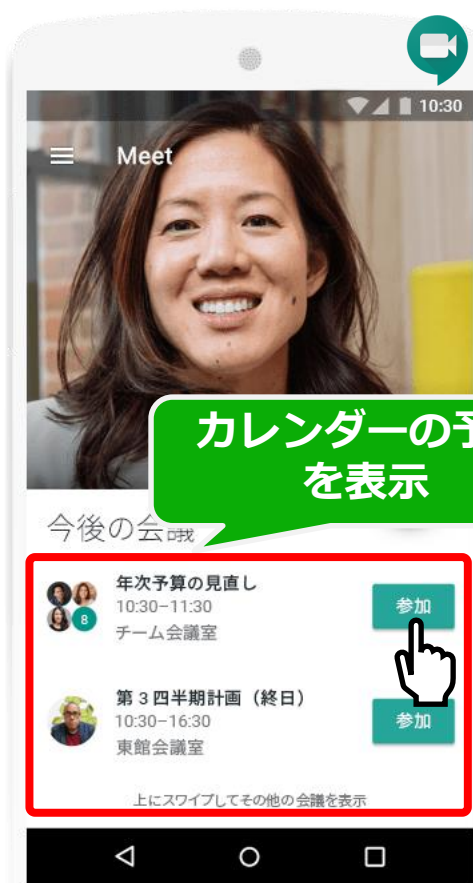 10:30
Meet
カレンダーの予
を表示
今後の会議
年次予算の見直し
10:30–11:30
チーム会議室
8
参加
第3四半期計画（終日）
10:30–16:30
東館会議室
参加
上にスワイプしてその他の会議を表示